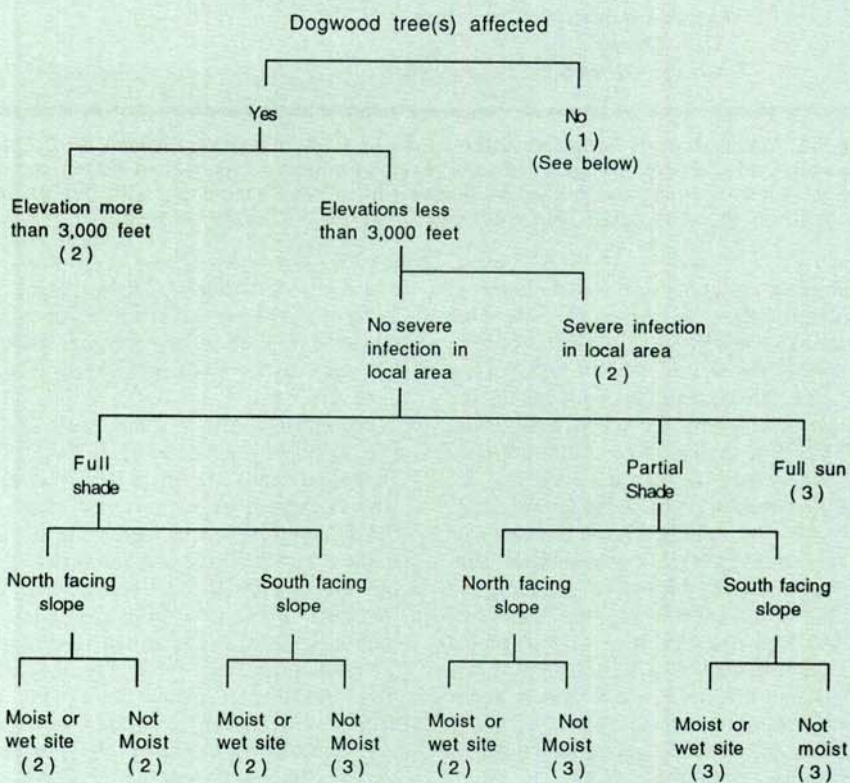 Dogwood tree(s) affected
Yes
No
(1)
(See below)
Elevation more
than 3,000 feet
(2)
Elevations less
than 3,000 feet
No severe
infection in
local area
Severe infection
in local area
(2)
Full
shade
Partial
Shade
Full sun
(3)
North facing
slope
South facing
slope
North facing
slope
South facing
slope
Moist or
wet site
(2)
Not
Moist
(2)
Moist or
wet site
(2)
Not
Moist
(3)
Moist or
wet site
(2)
Not
Moist
(3)
Moist or
wet site
(3)
Not
moist
(3)